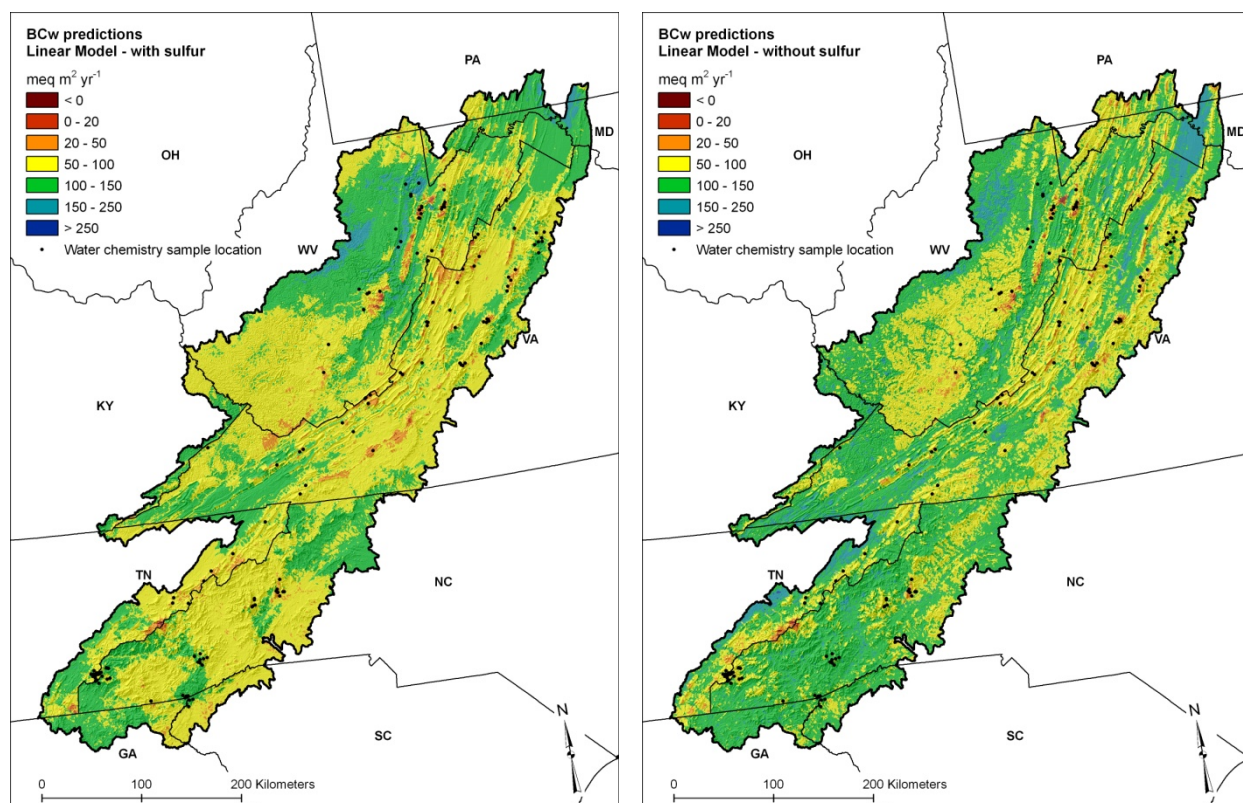 BCw predictions
Linear Model - with sulfur
meq m² yr⁻¹
< 0
0 - 20
20 - 50
50 - 100
100 - 150
150 - 250
> 250
Water chemistry sample location
PA
OH
MD
WV
VA
KY
TN
NC
SC
GA
N
0 100 200 Kilometers
BCw predictions
Linear Model - without sulfur
meq m² yr⁻¹
< 0
0 - 20
20 - 50
50 - 100
100 - 150
150 - 250
> 250
Water chemistry sample location
PA
OH
MD
WV
VA
KY
TN
NC
SC
GA
N
0 100 200 Kilometers